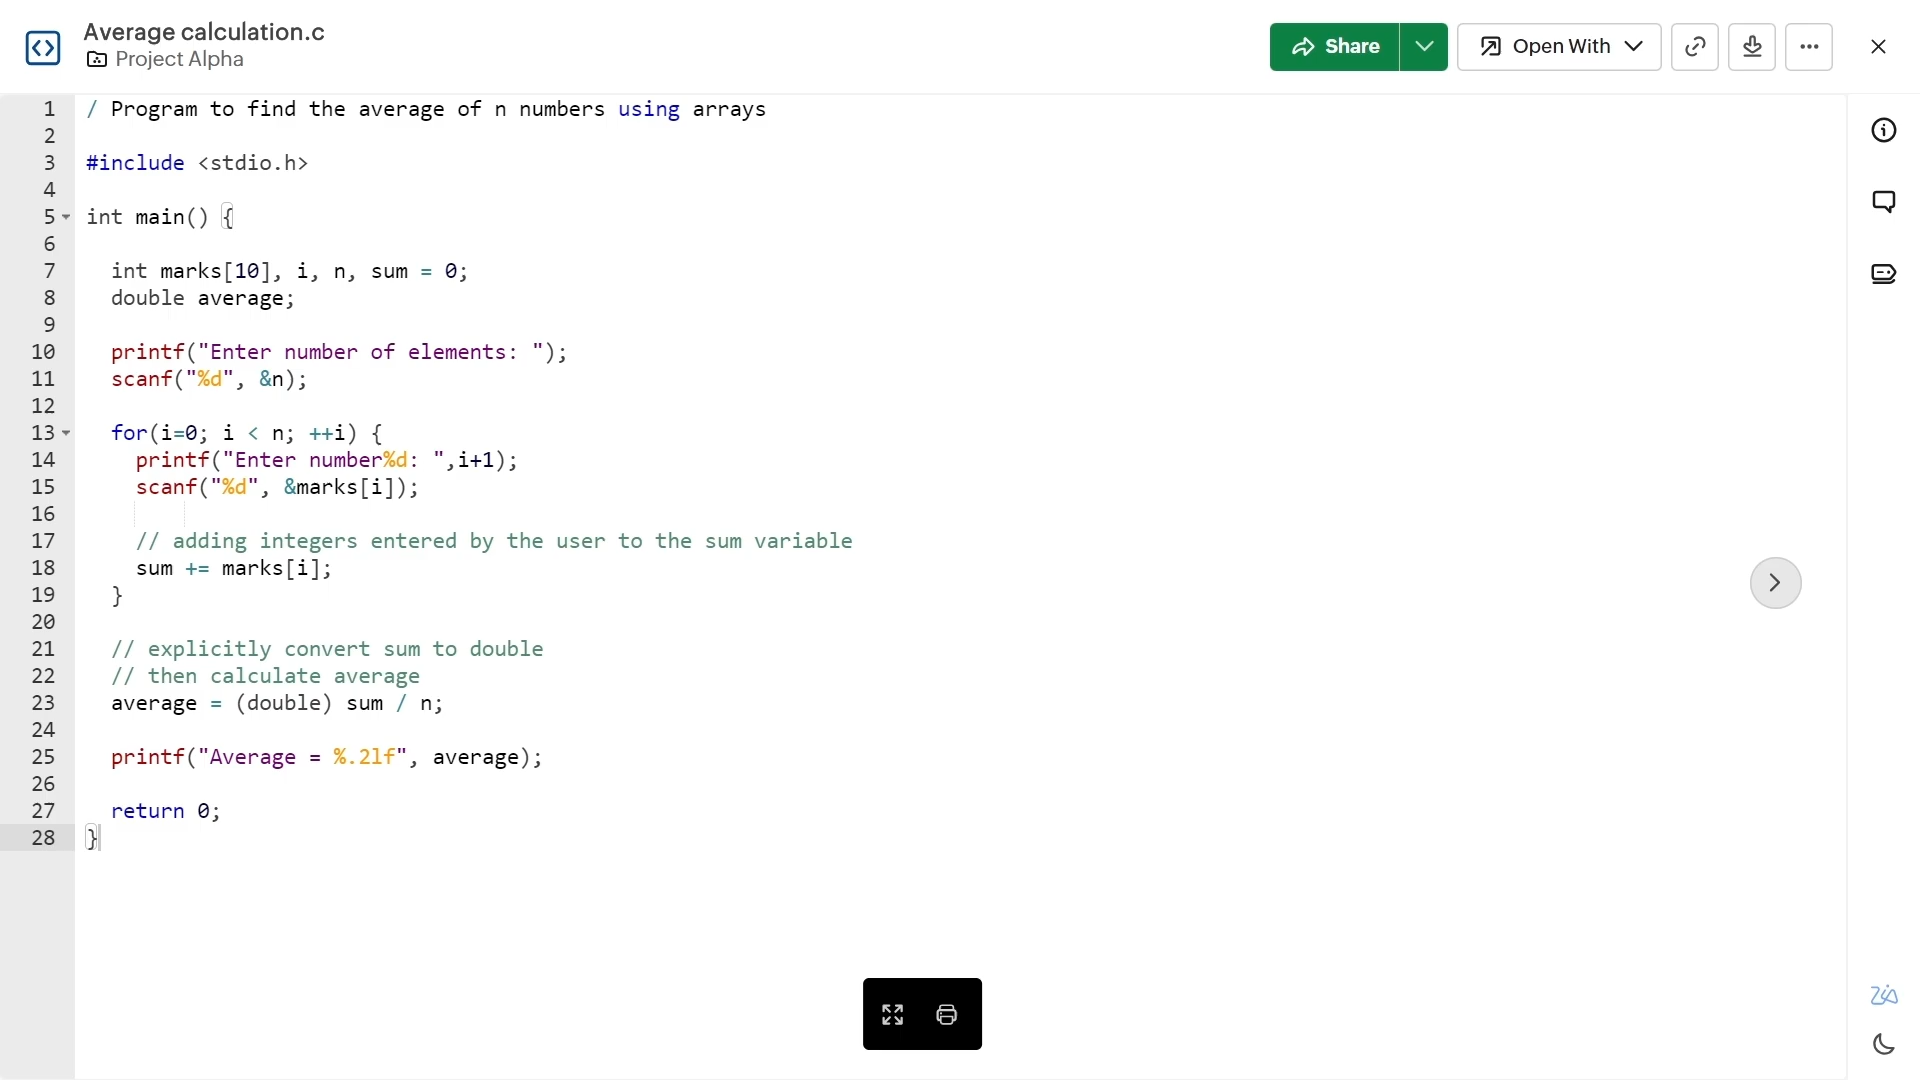 Average calculation.c
Project Alpha
Share
Open With
1 / Program to find the average of n numbers using arrays
2
3 #include <stdio.h>
4
5 int main() {
6
7   int marks[10], i, n, sum = 0;
8   double average;
9
10   printf("Enter number of elements: ");
11   scanf("%d", &n);
12
13   for(i=0; i < n; ++i) {
14     printf("Enter number%d: ",i+1);
15     scanf("%d", &marks[i]);
16
17     // adding integers entered by the user to the sum variable
18     sum += marks[i];
19   }
20
21   // explicitly convert sum to double
22   // then calculate average
23   average = (double) sum / n;
24
25   printf("Average = %.2lf", average);
26
27   return 0;
28 }
Zia